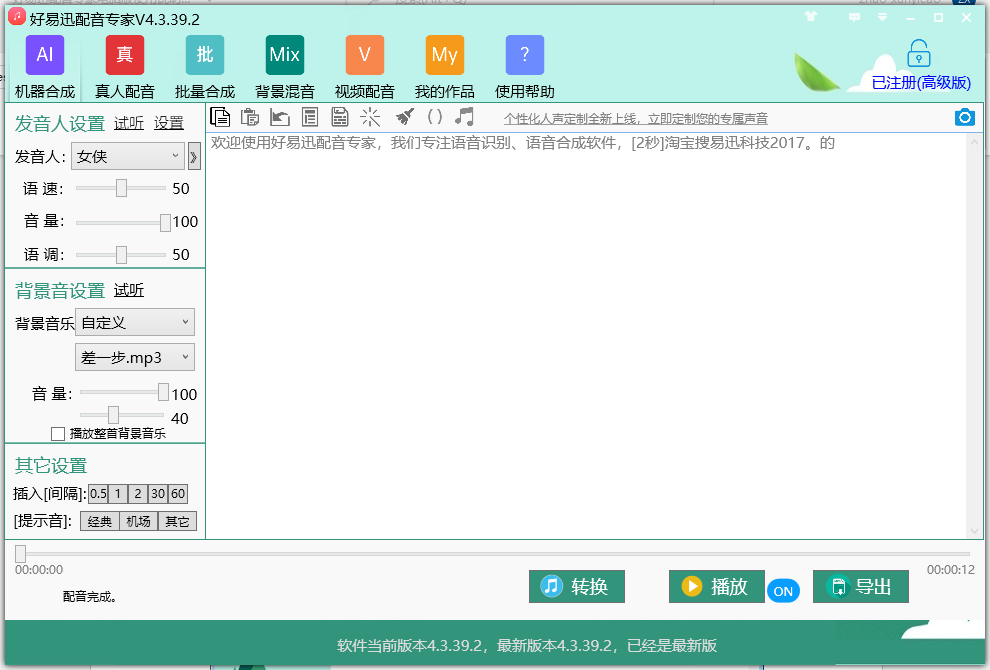 好易迅配音专家V4.3.39.2
AI 真 批 Mix V My ?
机器合成 真人配音 批量合成 背景混音 视频配音 我的作品 使用帮助
已注册(高级版)
发音人设置 试听 设置
个性化人声定制全新上线，立即定制您的专属声音
欢迎使用好易迅配音专家，我们专注语音识别、语音合成软件，[2秒]淘宝搜易迅科技2017。的
发音人: 女侠
语 速: 50
音 量: 100
语 调: 50
背景音设置 试听
背景音乐 自定义
差一步.mp3
音 量: 100
40
播放整首背景音乐
其它设置
插入[间隔]: 0.5 1 2 30 60
[提示音]: 经典 机场 其它
00:00:00 00:00:12
配音完成。
转换 播放 ON 导出
软件当前版本4.3.39.2，最新版本4.3.39.2，已经是最新版